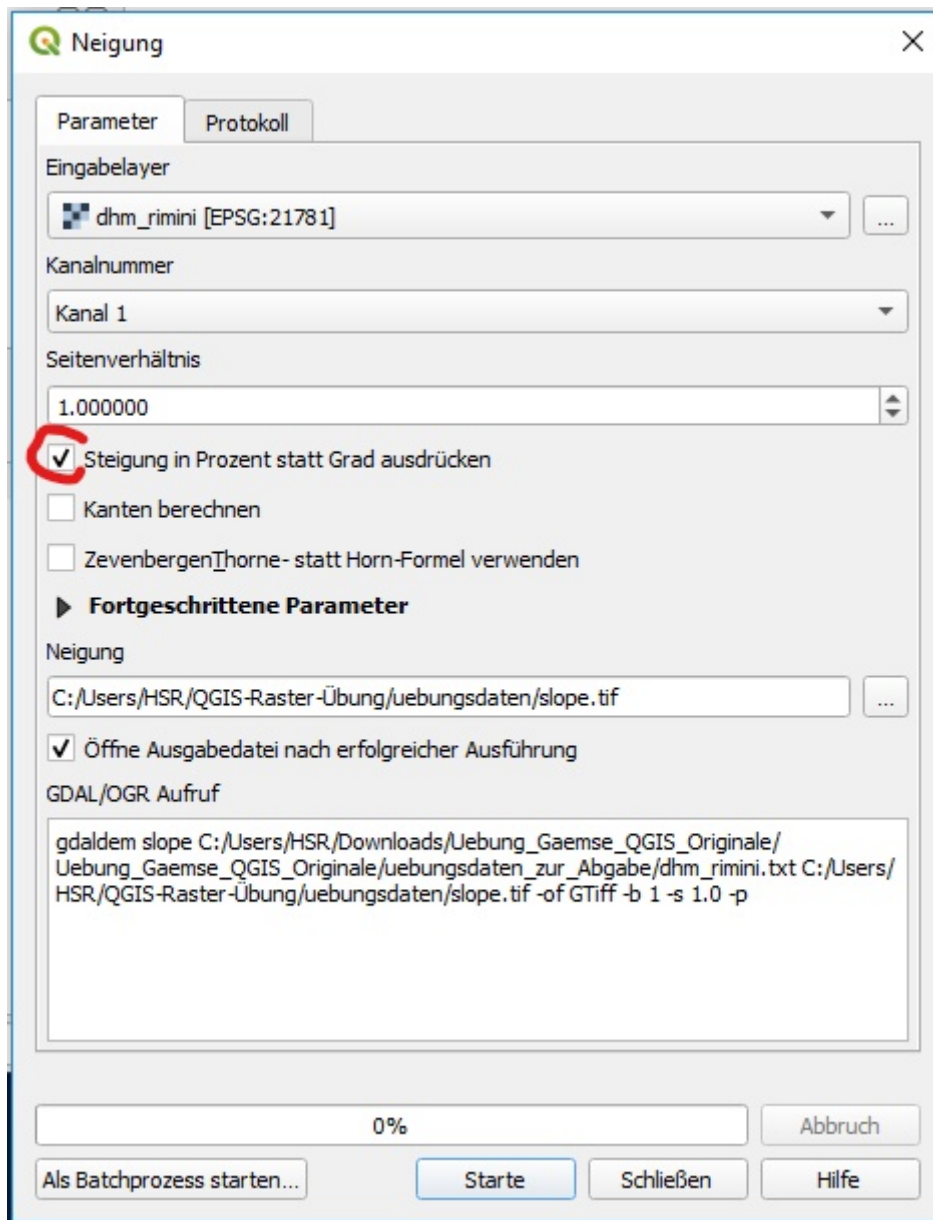 Neigung
Parameter
Protokoll
Eingabelayer
dhm_rimini [EPSG:21781]
...
Kanalnummer
Kanal 1
Seitenverhältnis
1.000000
Steigung in Prozent statt Grad ausdrücken
Kanten berechnen
ZevenbergenThorne- statt Horn-Formel verwenden
Fortgeschrittene Parameter
Neigung
C:/Users/HSR/QGIS-Raster-Übung/uebungsdaten/slope.tif
...
Öffne Ausgabedatei nach erfolgreicher Ausführung
GDAL/OGR Aufruf
gdaldem slope C:/Users/HSR/Downloads/Uebung_Gaemse_QGIS_Originale/
Uebung_Gaemse_QGIS_Originale/uebungsdaten_zur_Abgabe/dhm_rimini.txt C:/Users/
HSR/QGIS-Raster-Übung/uebungsdaten/slope.tif -of GTiff -b 1 -s 1.0 -p
0%
Abbruch
Als Batchprozess starten...
Starte
Schließen
Hilfe